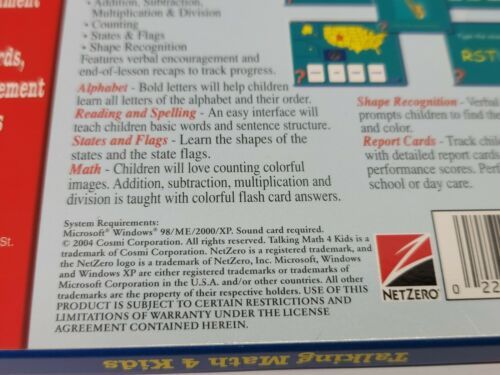 • Addition, Subtraction,
Multiplication & Division
• Counting
• States & Flags
• Shape Recognition
Features verbal encouragement and
end-of-lesson recaps to track progress.
Alphabet - Bold letters will help children
learn all letters of the alphabet and their order.
Reading and Spelling - An easy interface will
teach children basic words and sentence structure.
States and Flags - Learn the shapes of the
states and the state flags.
Math - Children will love counting colorful
images. Addition, subtraction, multiplication and
division is taught with colorful flash card answers.
Shape Recognition - Verbal
prompts children to find the
and color.
Report Cards - Track chil
with detailed report cards
performance scores. Perf
school or day care.
System Requirements:
Microsoft® Windows® 98/ME/2000/XP. Sound card required.
© 2004 Cosmi Corporation. All rights reserved. Talking Math 4 Kids is a
trademark of Cosmi Corporation. NetZero is a registered trademark, and
the NetZero logo is a trademark of NetZero, Inc. Microsoft, Windows
and Windows XP are either registered trademarks or trademarks of
Microsoft Corporation in the U.S.A. and/or other countries. All other
trademarks are the property of their respective holders. USE OF THIS
PRODUCT IS SUBJECT TO CERTAIN RESTRICTIONS AND
LIMITATIONS OF WARRANTY UNDER THE LICENSE
AGREEMENT CONTAINED HEREIN.
NETZERO
0 22
RST
rds,
ement
s
St.
Talking Math 4 Kids